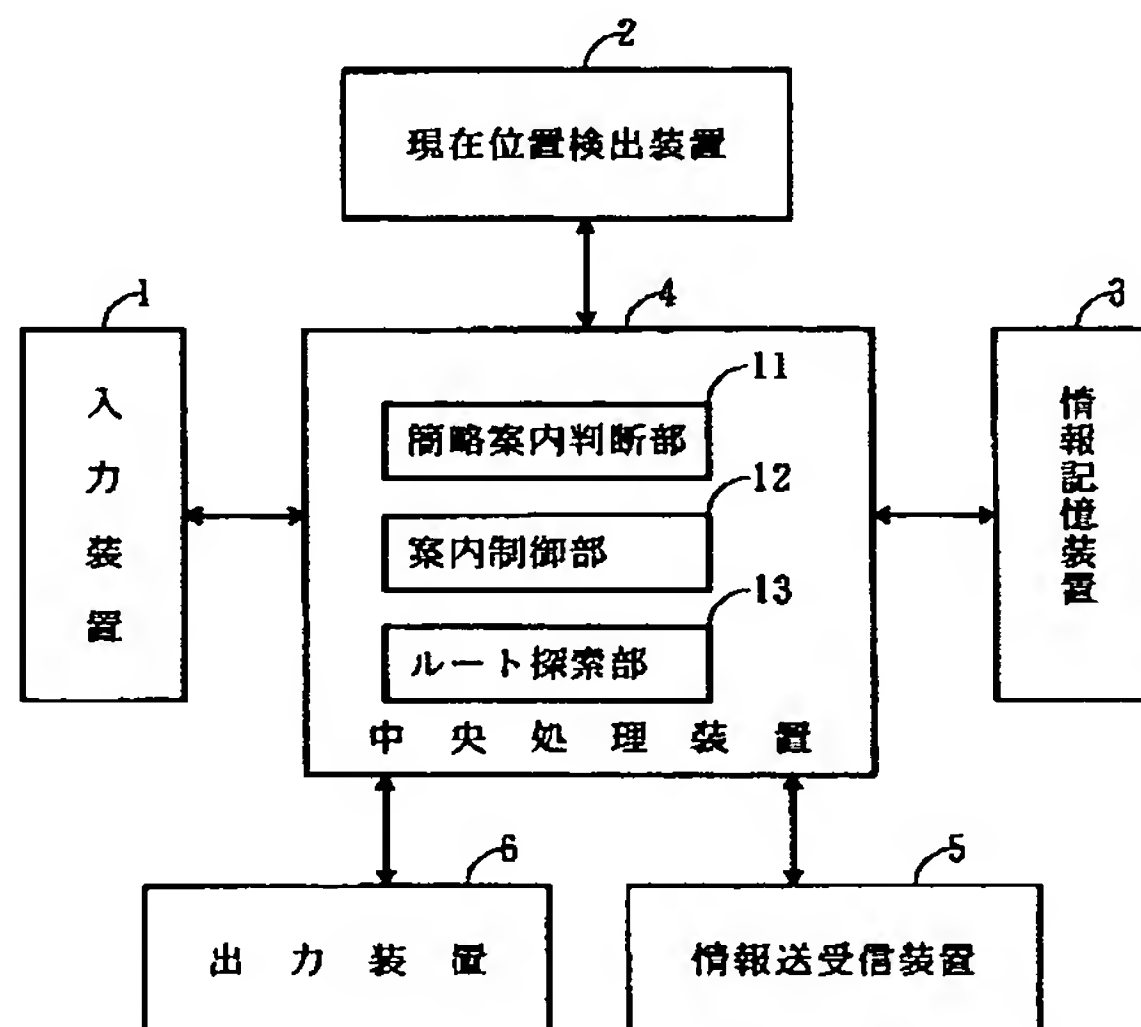 2
現在位置検出装置
1
入力装置
4
11
簡略案内判断部
12
案内制御部
13
ルート探索部
中央処理装置
3
情報記憶装置
6
出力装置
5
情報送受信装置